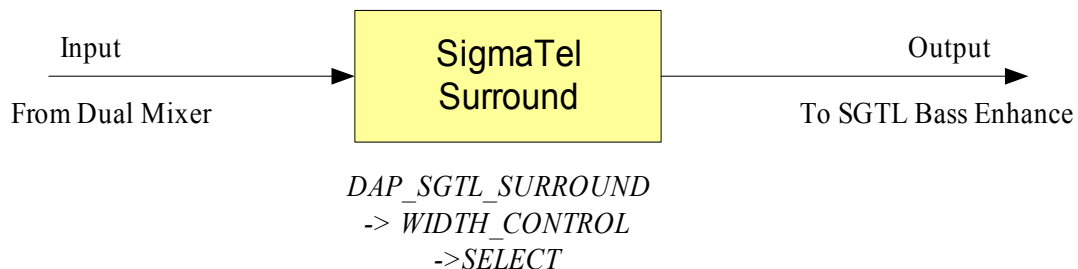 Input
From Dual Mixer
SigmaTel
Surround
Output
To SGTL Bass Enhance
DAP_SGTL_SURROUND
-> WIDTH_CONTROL
->SELECT